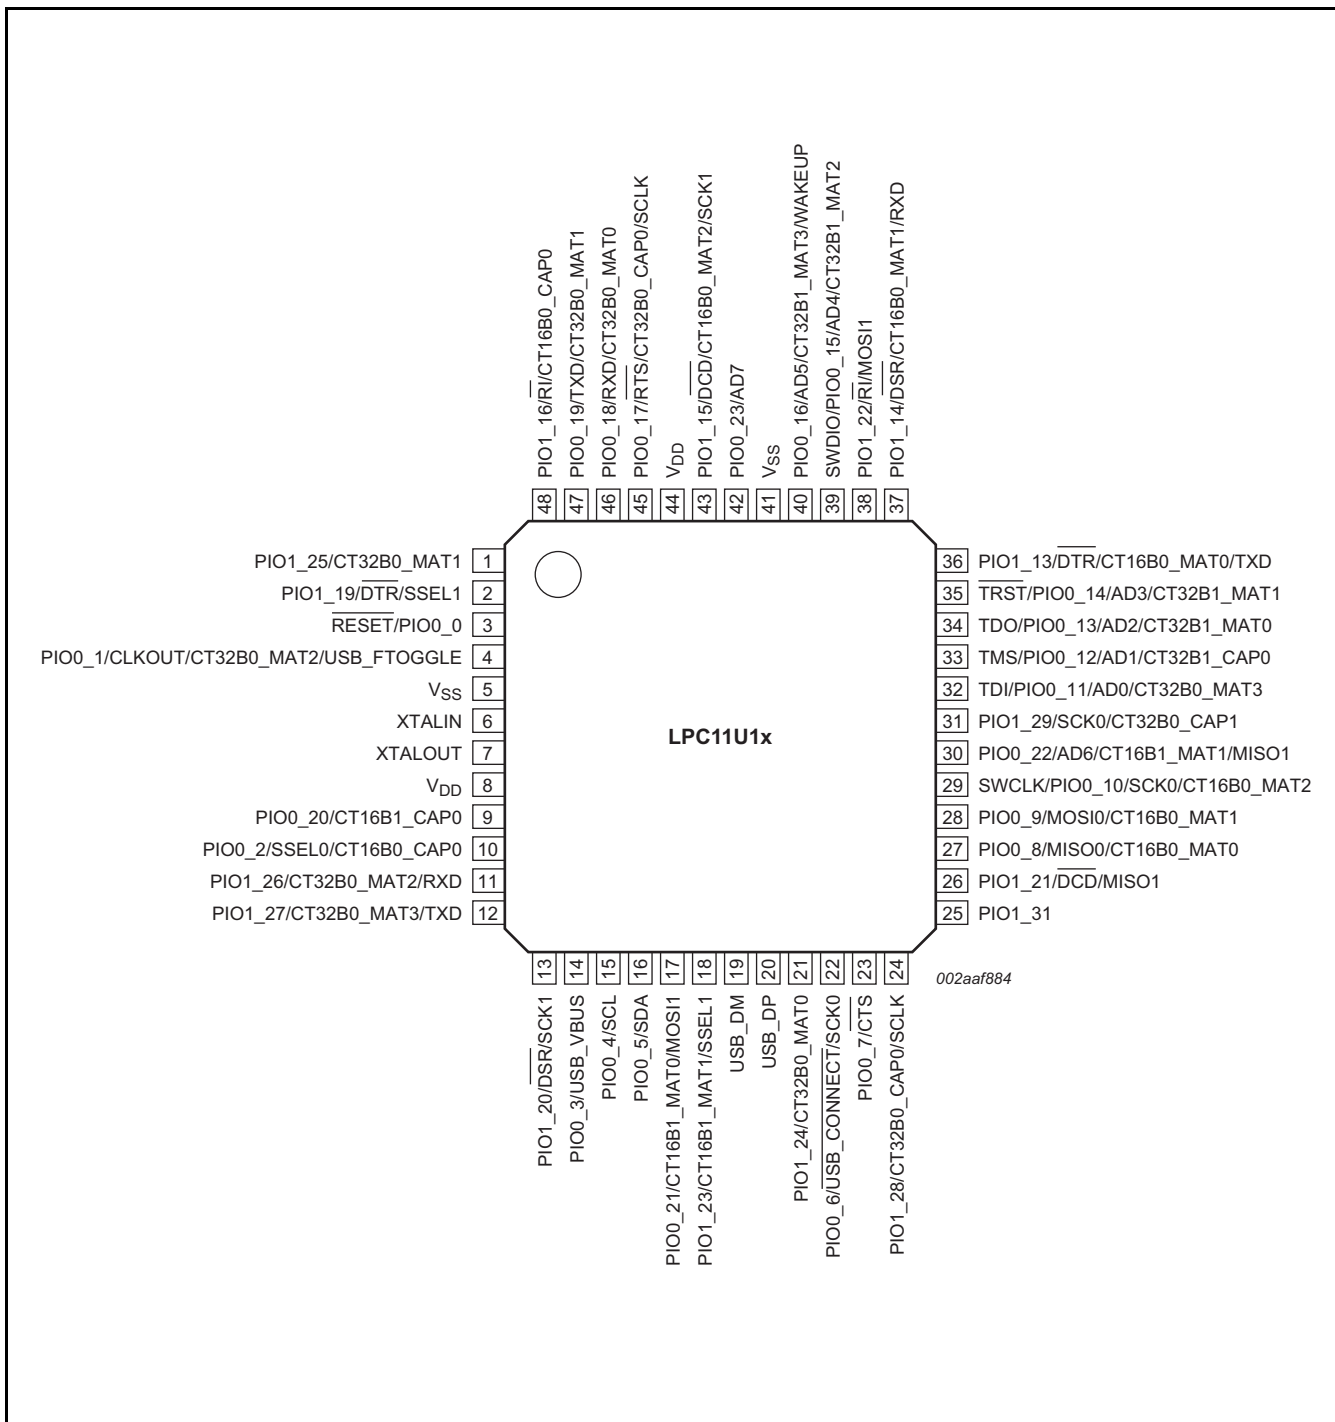 PIO1_16/RI/CT16B0_CAP0
PIO0_19/TXD/CT32B0_MAT1
PIO0_18/RXD/CT32B0_MAT0
PIO0_17/RTS/CT32B0_CAP0/SCLK
VDD
PIO1_15/DCD/CT16B0_MAT2/SCK1
PIO0_23/AD7
VSS
PIO0_16/AD5/CT32B1_MAT3/WAKEUP
SWDIO/PIO0_15/AD4/CT32B1_MAT2
PIO1_22/RI/MOSI1
PIO1_14/DSR/CT16B0_MAT1/RXD
48
47
46
45
44
43
42
41
40
39
38
37
PIO1_25/CT32B0_MAT1 1
PIO1_19/DTR/SSEL1 2
RESET/PIO0_0 3
PIO0_1/CLKOUT/CT32B0_MAT2/USB_FTOGGLE 4
VSS 5
XTALIN 6
XTALOUT 7
VDD 8
PIO0_20/CT16B1_CAP0 9
PIO0_2/SSEL0/CT16B0_CAP0 10
PIO1_26/CT32B0_MAT2/RXD 11
PIO1_27/CT32B0_MAT3/TXD 12
LPC11U1x
36 PIO1_13/DTR/CT16B0_MAT0/TXD
35 TRST/PIO0_14/AD3/CT32B1_MAT1
34 TDO/PIO0_13/AD2/CT32B1_MAT0
33 TMS/PIO0_12/AD1/CT32B1_CAP0
32 TDI/PIO0_11/AD0/CT32B0_MAT3
31 PIO1_29/SCK0/CT32B0_CAP1
30 PIO0_22/AD6/CT16B1_MAT1/MISO1
29 SWCLK/PIO0_10/SCK0/CT16B0_MAT2
28 PIO0_9/MOSI0/CT16B0_MAT1
27 PIO0_8/MISO0/CT16B0_MAT0
26 PIO1_21/DCD/MISO1
25 PIO1_31
13
14
15
16
17
18
19
20
21
22
23
24
PIO1_20/DSR/SCK1
PIO0_3/USB_VBUS
PIO0_4/SCL
PIO0_5/SDA
PIO0_21/CT16B1_MAT0/MOSI1
PIO1_23/CT16B1_MAT1/SSEL1
USB_DM
USB_DP
PIO1_24/CT32B0_MAT0
PIO0_6/USB_CONNECT/SCK0
PIO0_7/CTS
PIO1_28/CT32B0_CAP0/SCLK
002aaf884